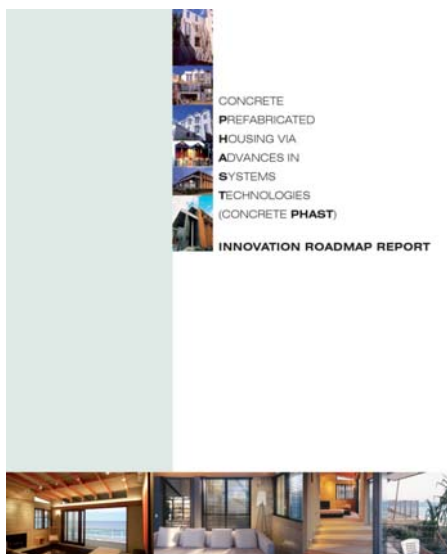 CONCRETE
PREFABRICATED
HOUSING VIA
ADVANCES IN
SYSTEMS
TECHNOLOGIES
(CONCRETE PHAST)
INNOVATION ROADMAP REPORT